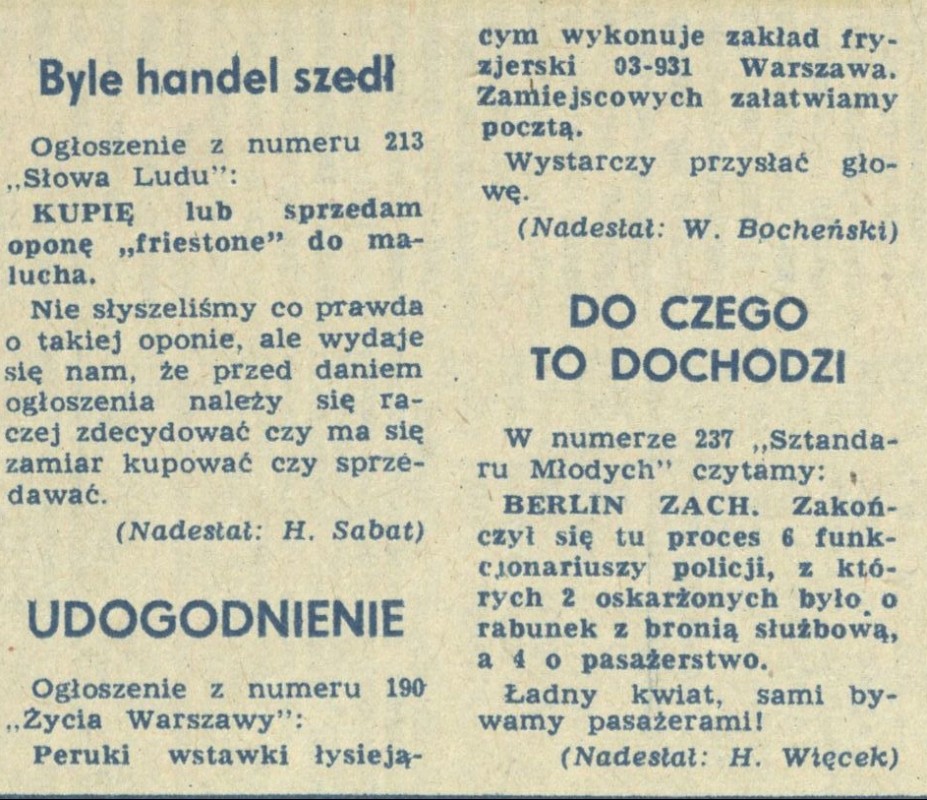 Byle handel szedł
Ogłoszenie z numeru 213
„Słowa Ludu":
KUPIĘ lub sprzedam
oponę „friestone" do ma-
lucha.
Nie słyszeliśmy co prawda
o takiej oponie, ale wydaje
się nam, że przed daniem
ogłoszenia należy się ra-
czej zdecydować czy ma się
zamiar kupować czy sprze-
dawać.
(Nadesłał: H. Sabat)
UDOGODNIENIE
Ogłoszenie z numeru 190
„Życia Warszawy":
Peruki wstawki łysieją-
cym wykonuje zakład fry-
zjerski 03-931 Warszawa.
Zamiejscowych załatwiamy
pocztą.
Wystarczy przysłać gło-
wę.
(Nadesłał: W. Bocheński)
DO CZEGO
TO DOCHODZI
W numerze 237 „Sztanda-
ru Młodych" czytamy:
BERLIN ZACH. Zakoń-
czył się tu proces 6 funk-
cjonariuszy policji, z któ-
rych 2 oskarżonych było o
rabunek z bronią służbową,
a 4 o pasażerstwo.
Ładny kwiat, sami by-
wamy pasażerami!
(Nadesłał: H. Więcek)